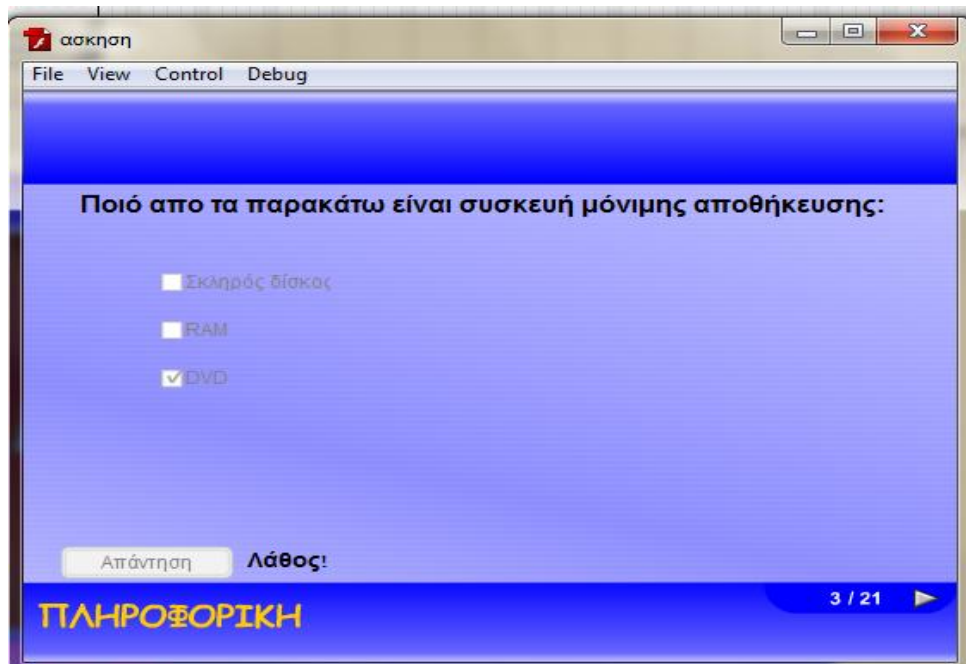 ασκηση
File View Control Debug
Ποιό απο τα παρακάτω είναι συσκευή μόνιμης αποθήκευσης:
Σκληρός δίσκος
RAM
DVD
Απάντηση Λάθος!
ΠΛΗΡΟΦΟΡΙΚΗ
3 / 21